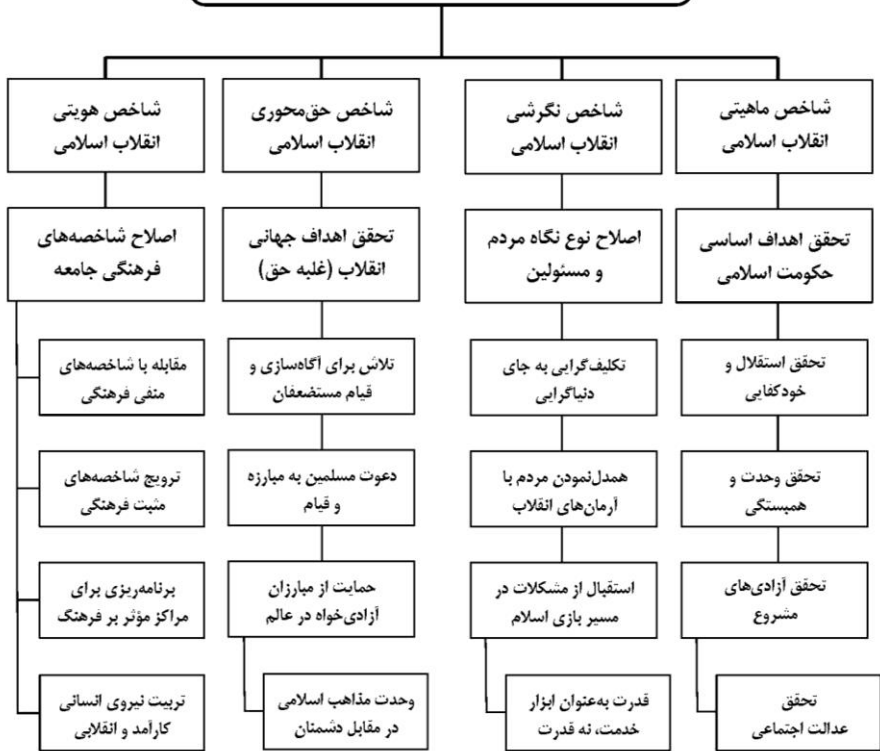 شاخص ماهیتی
انقلاب اسلامی
تحقق اهداف اساسی
حکومت اسلامی
تحقق استقلال و
خودکفایی
تحقق وحدت و
همبستگی
تحقق آزادی‌های
مشروع
تحقق
عدالت اجتماعی
شاخص نگرشی
انقلاب اسلامی
اصلاح نوع نگاه مردم
و مسئولین
تکلیف‌گرایی به جای
دنیاگرایی
همدل‌نمودن مردم با
آرمان‌های انقلاب
استقبال از مشکلات در
مسیر بازی اسلام
قدرت به‌عنوان ابزار
خدمت، نه قدرت
شاخص حق‌محوری
انقلاب اسلامی
تحقق اهداف جهانی
انقلاب (غلبه حق)
تلاش برای آگاه‌سازی و
قیام مستضعفان
دعوت مسلمین به مبارزه
و قیام
حمایت از مبارزان
آزادی‌خواه در عالم
وحدت مذاهب اسلامی
در مقابل دشمنان
شاخص هویتی
انقلاب اسلامی
اصلاح شاخصه‌های
فرهنگی جامعه
مقابله با شاخصه‌های
منفی فرهنگی
ترویج شاخصه‌های
مثبت فرهنگی
برنامه‌ریزی برای
مراکز مؤثر بر فرهنگ
تربیت نیروی انسانی
کارآمد و انقلابی